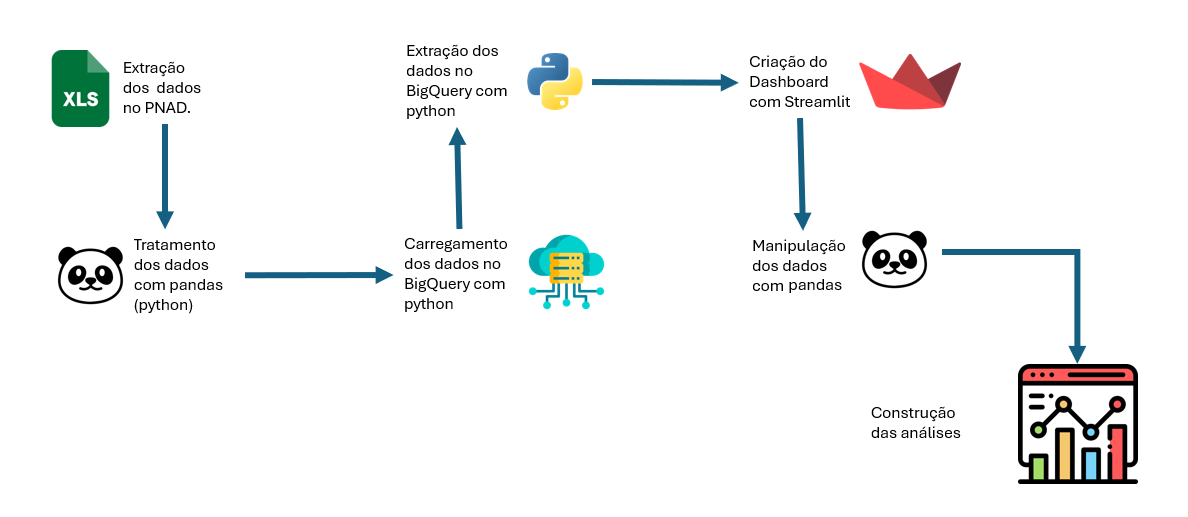 XLS
Extração
dos dados
no PNAD.
Tratamento
dos dados
com pandas
(python)
Carregamento
dos dados no
BigQuery com
python
Extração dos
dados no
BigQuery com
python
Criação do
Dashboard
com Streamlit
Manipulação
dos dados
com pandas
Construção
das análises